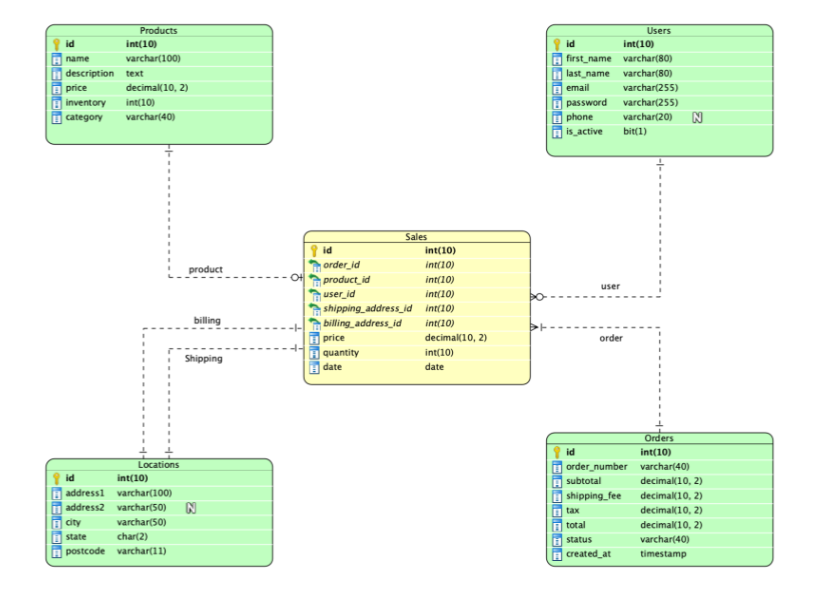 Products
id int(10)
name varchar(100)
description text
price decimal(10, 2)
inventory int(10)
category varchar(40)
Users
id int(10)
first_name varchar(80)
last_name varchar(80)
email varchar(255)
password varchar(255)
phone varchar(20) N
is_active bit(1)
Sales
id int(10)
order_id int(10)
product_id int(10)
user_id int(10)
shipping_address_id int(10)
billing_address_id int(10)
price decimal(10, 2)
quantity int(10)
date date
product
user
billing
Shipping
order
Locations
id int(10)
address1 varchar(100)
address2 varchar(50) N
city varchar(50)
state char(2)
postcode varchar(11)
Orders
id int(10)
order_number varchar(40)
subtotal decimal(10, 2)
shipping_fee decimal(10, 2)
tax decimal(10, 2)
total decimal(10, 2)
status varchar(40)
created_at timestamp